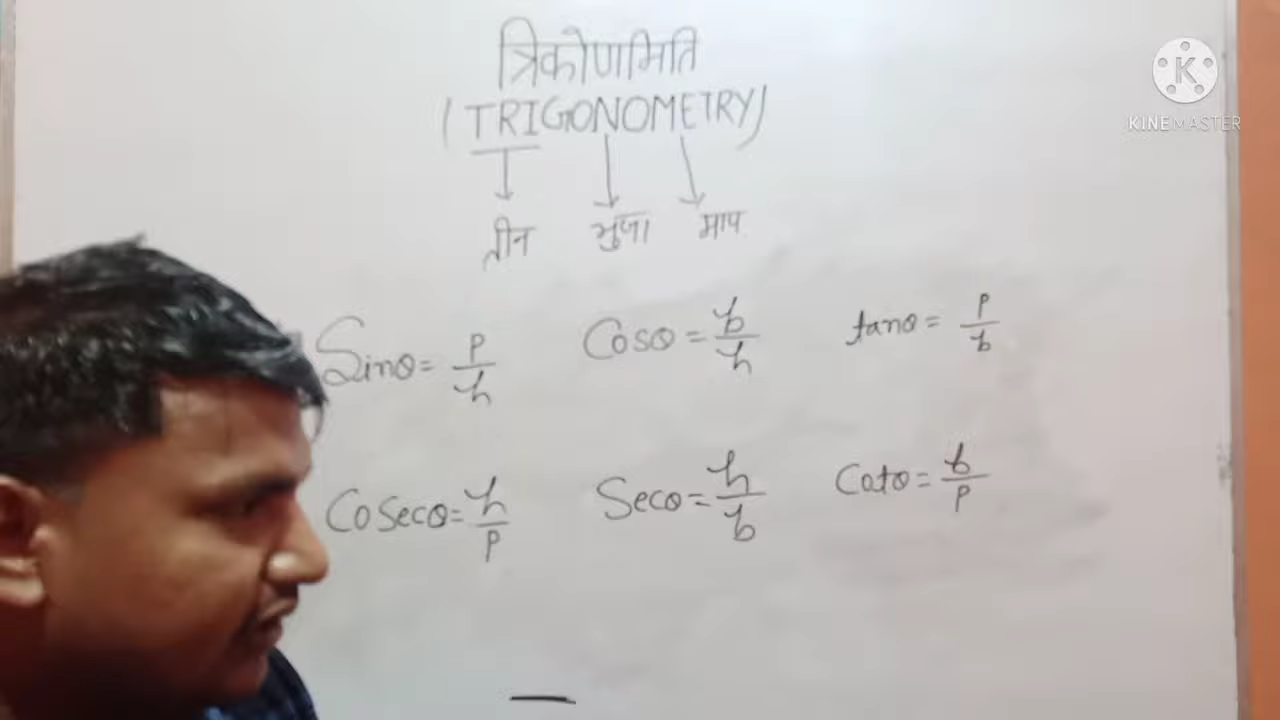 त्रिकोणमिति
(TRIGONOMETRY)
तीन भुजा माप
Sinθ = p/h Cosθ = b/h tanθ = p/b
Cosecθ = h/p Secθ = h/b Cotθ = b/p
K
KINEMASTER